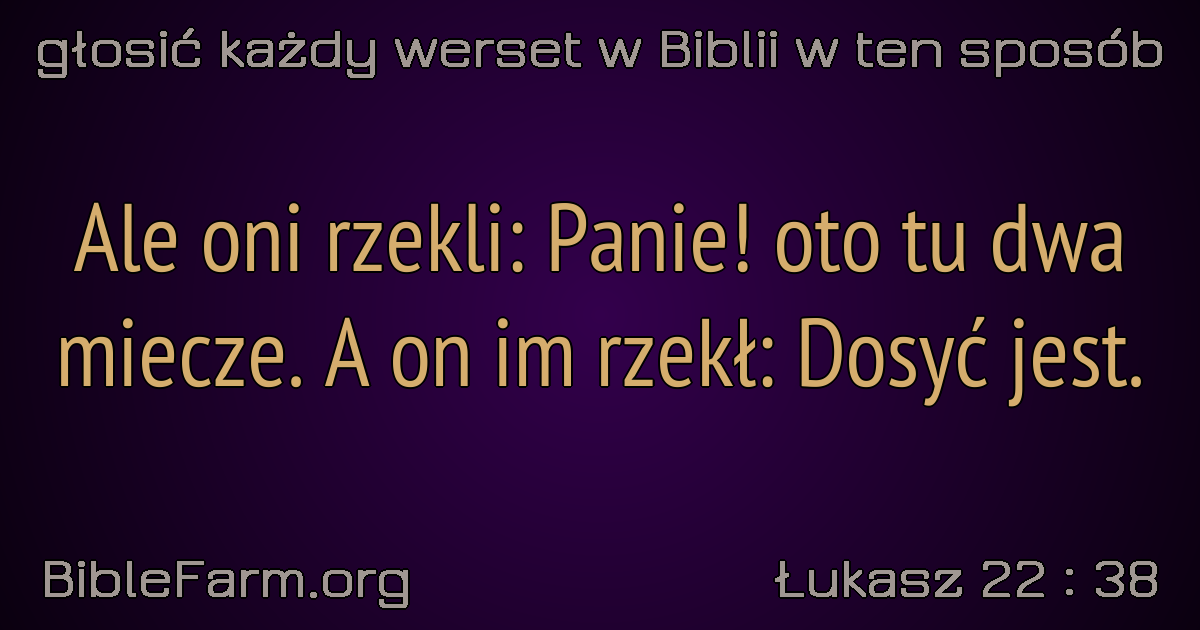 głosić każdy werset w Biblii w ten sposób
Ale oni rzekli: Panie! oto tu dwa
miecze. A on im rzekł: Dosyć jest.
BibleFarm.org
Łukasz 22 : 38